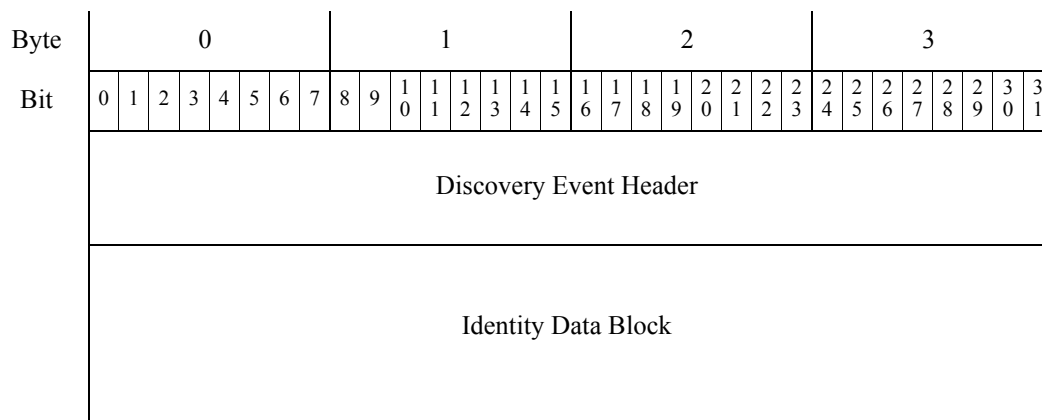 Byte 0 1 2 3
Bit 0 1 2 3 4 5 6 7 8 9 10 11 12 13 14 15 16 17 18 19 20 21 22 23 24 25 26 27 28 29 30 31
Discovery Event Header
Identity Data Block